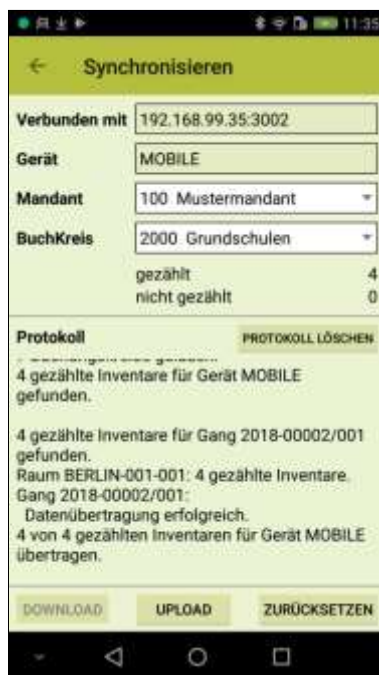 11:35
Synchronisieren
Verbunden mit 192.168.99.35:3002
Gerät MOBILE
Mandant 100 Mustermandant
BuchKreis 2000 Grundschulen
gezählt 4
nicht gezählt 0
Protokoll PROTOKOLL LÖSCHEN
4 gezählte Inventare für Gerät MOBILE
gefunden.
4 gezählte Inventare für Gang 2018-00002/001
gefunden.
Raum BERLIN-001-001: 4 gezählte Inventare.
Gang 2018-00002/001:
Datenübertragung erfolgreich.
4 von 4 gezählten Inventaren für Gerät MOBILE
übertragen.
DOWNLOAD UPLOAD ZURÜCKSETZEN